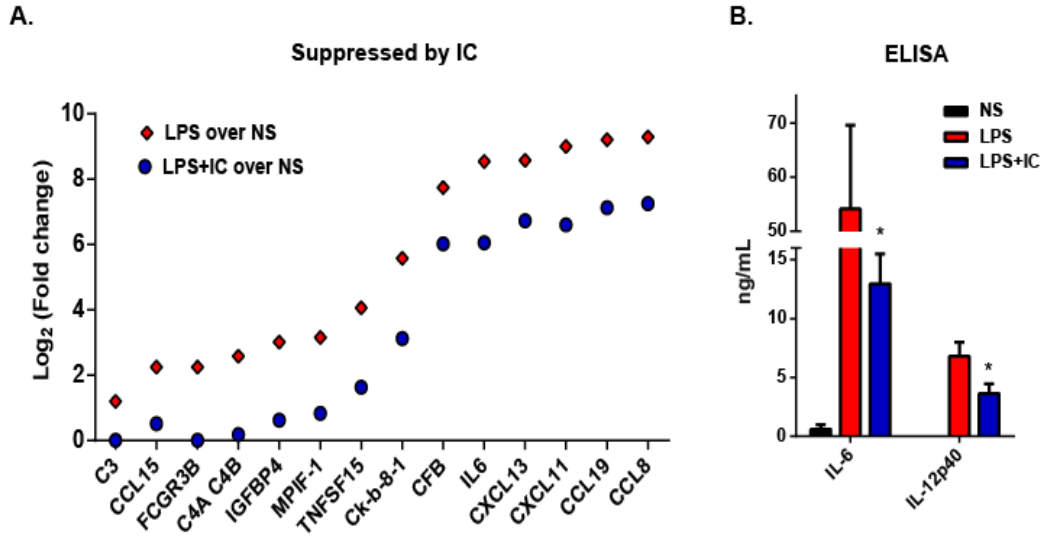 A.
Suppressed by IC
Log₂ (Fold change)
10
8
6
4
2
0
LPS over NS
LPS+IC over NS
C3
CCL15
FCGR3B
C4A C4B
IGFBP4
MPIF-1
TNFSF15
Ck-b-8-1
CFB
IL6
CXCL13
CXCL11
CCL19
CCL8
B.
ELISA
ng/mL
70
60
50
15
10
5
0
NS
LPS
LPS+IC
*
*
IL-6
IL-12p40